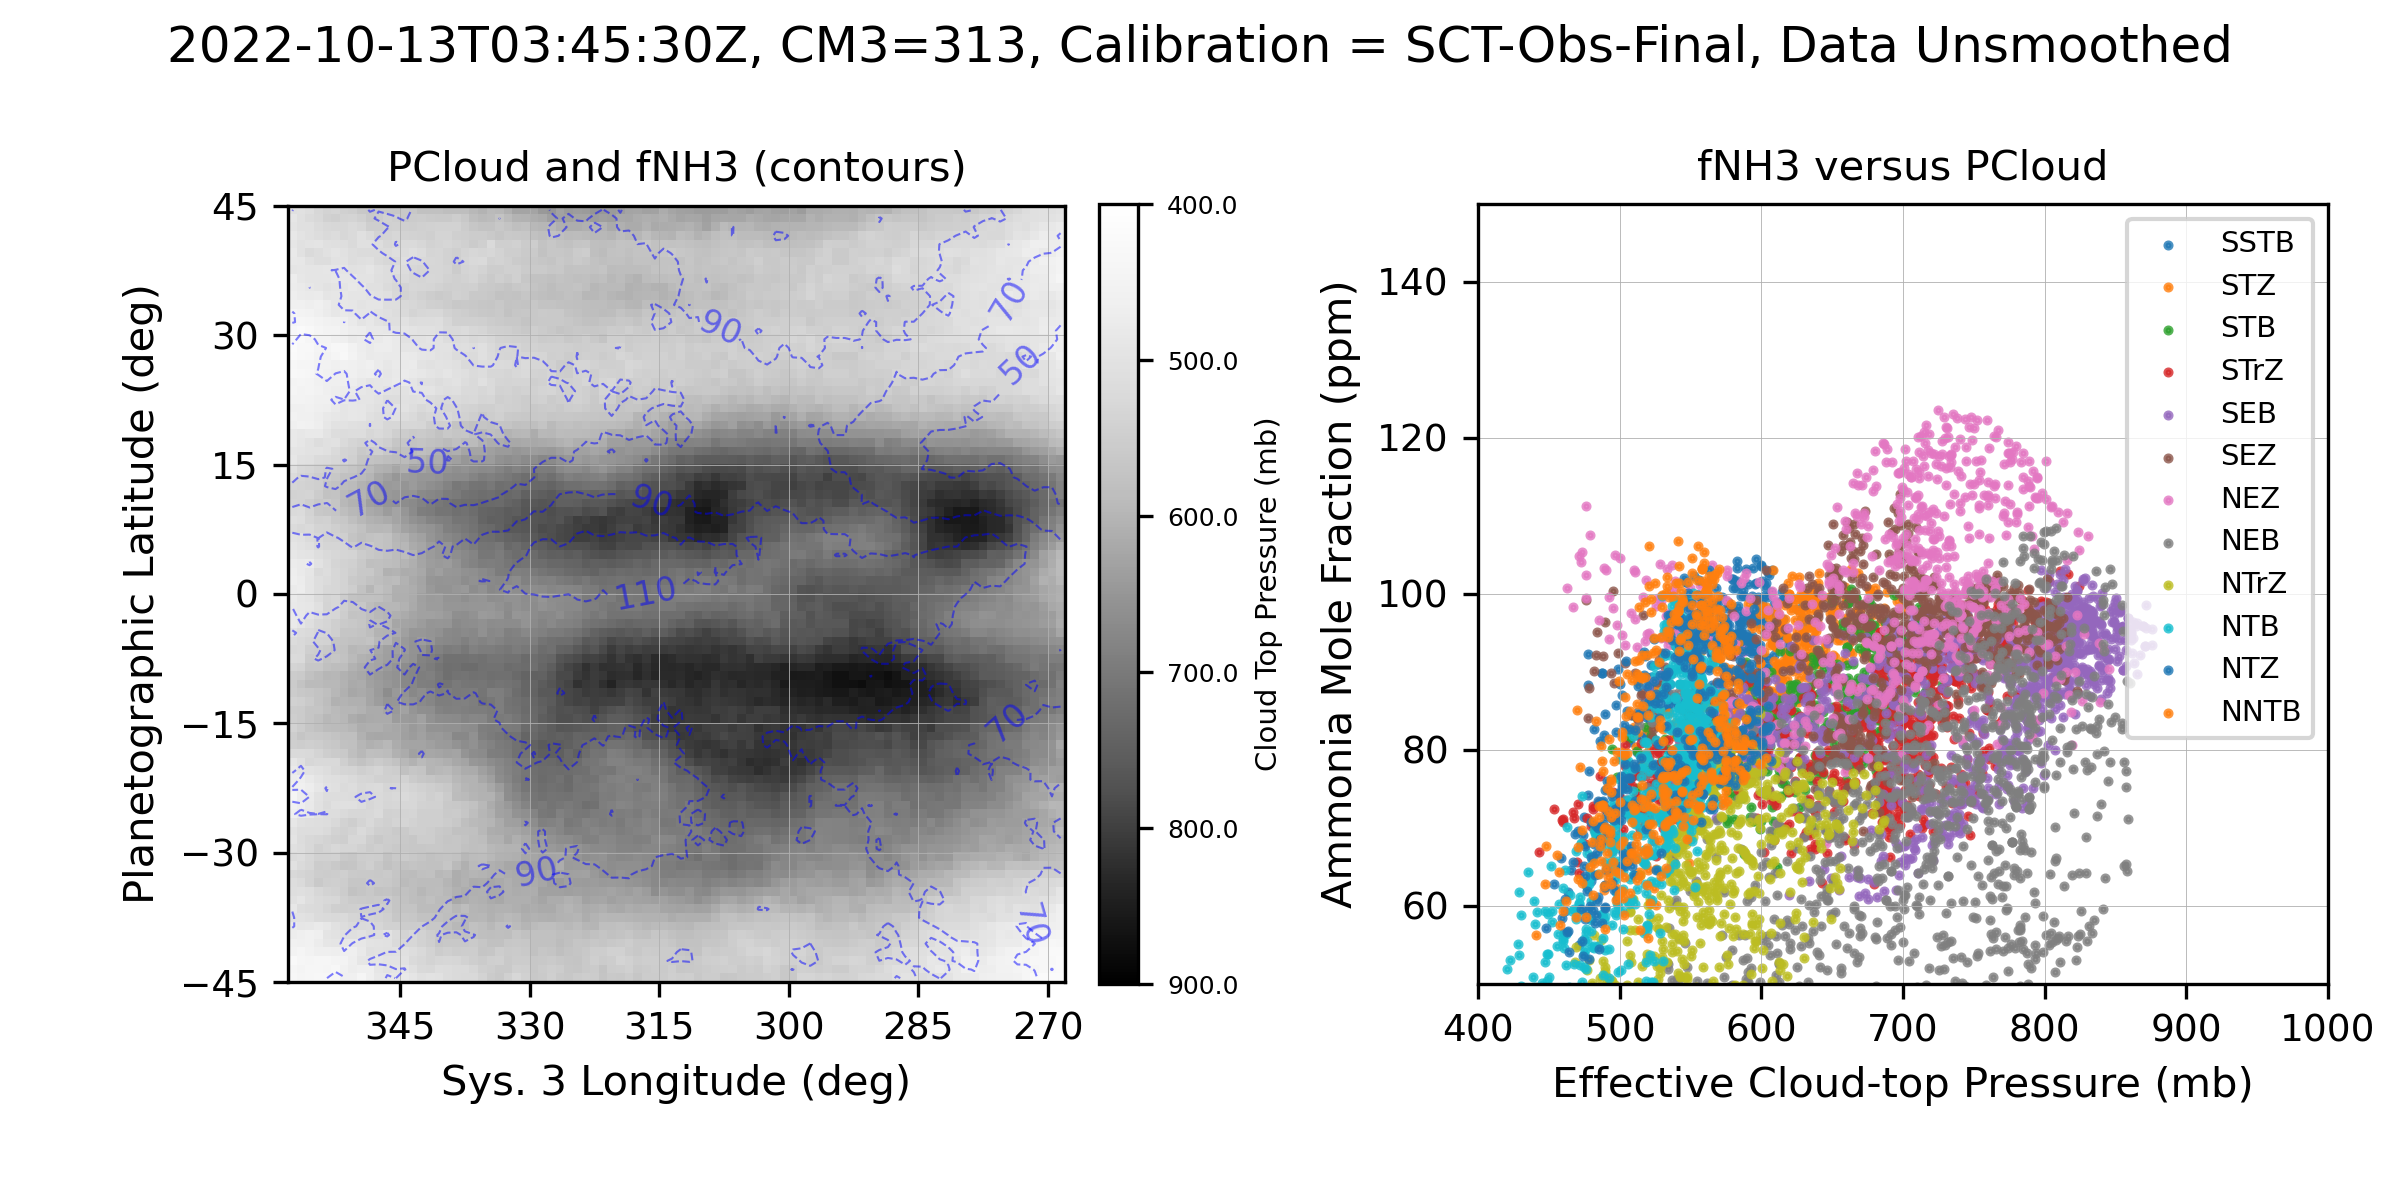 2022-10-13T03:45:30Z, CM3=313, Calibration = SCT-Obs-Final, Data Unsmoothed
PCloud and fNH3 (contours)
45
30
15
0
−15
−30
−45
Planetographic Latitude (deg)
345
330
315
300
285
270
Sys. 3 Longitude (deg)
90
70
50
50
70
90
110
70
90
70
400.0
500.0
600.0
700.0
800.0
900.0
Cloud Top Pressure (mb)
fNH3 versus PCloud
140
120
100
80
60
Ammonia Mole Fraction (ppm)
400
500
600
700
800
900
1000
Effective Cloud-top Pressure (mb)
SSTB
STZ
STB
STrZ
SEB
SEZ
NEZ
NEB
NTrZ
NTB
NTZ
NNTB